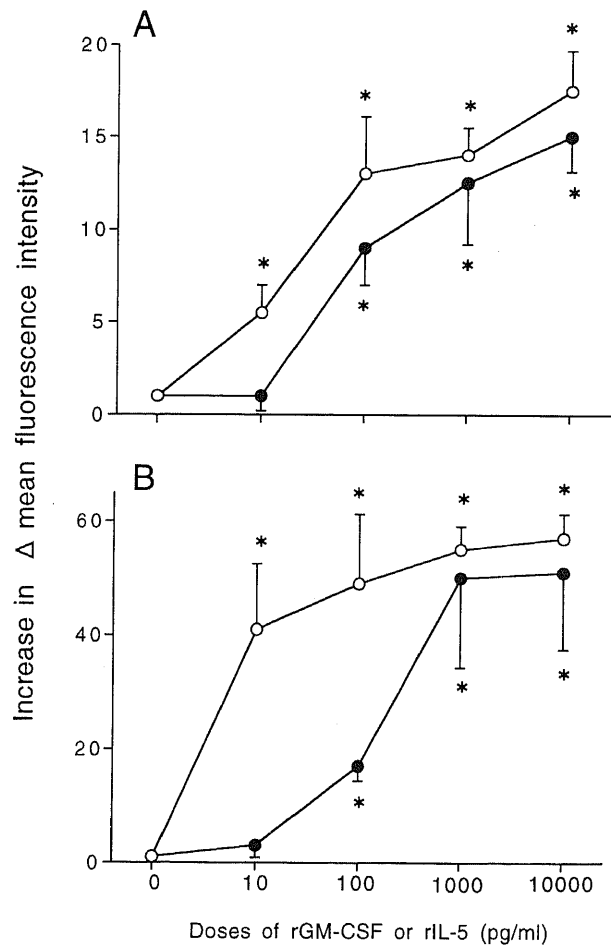 A
20
15
10
5
0
* * * *
* * *
*
B
60
40
20
0
* * * *
* * *
0 10 100 1000 10000
Increase in Δ mean fluorescence intensity
Doses of rGM-CSF or rIL-5 (pg/ml)